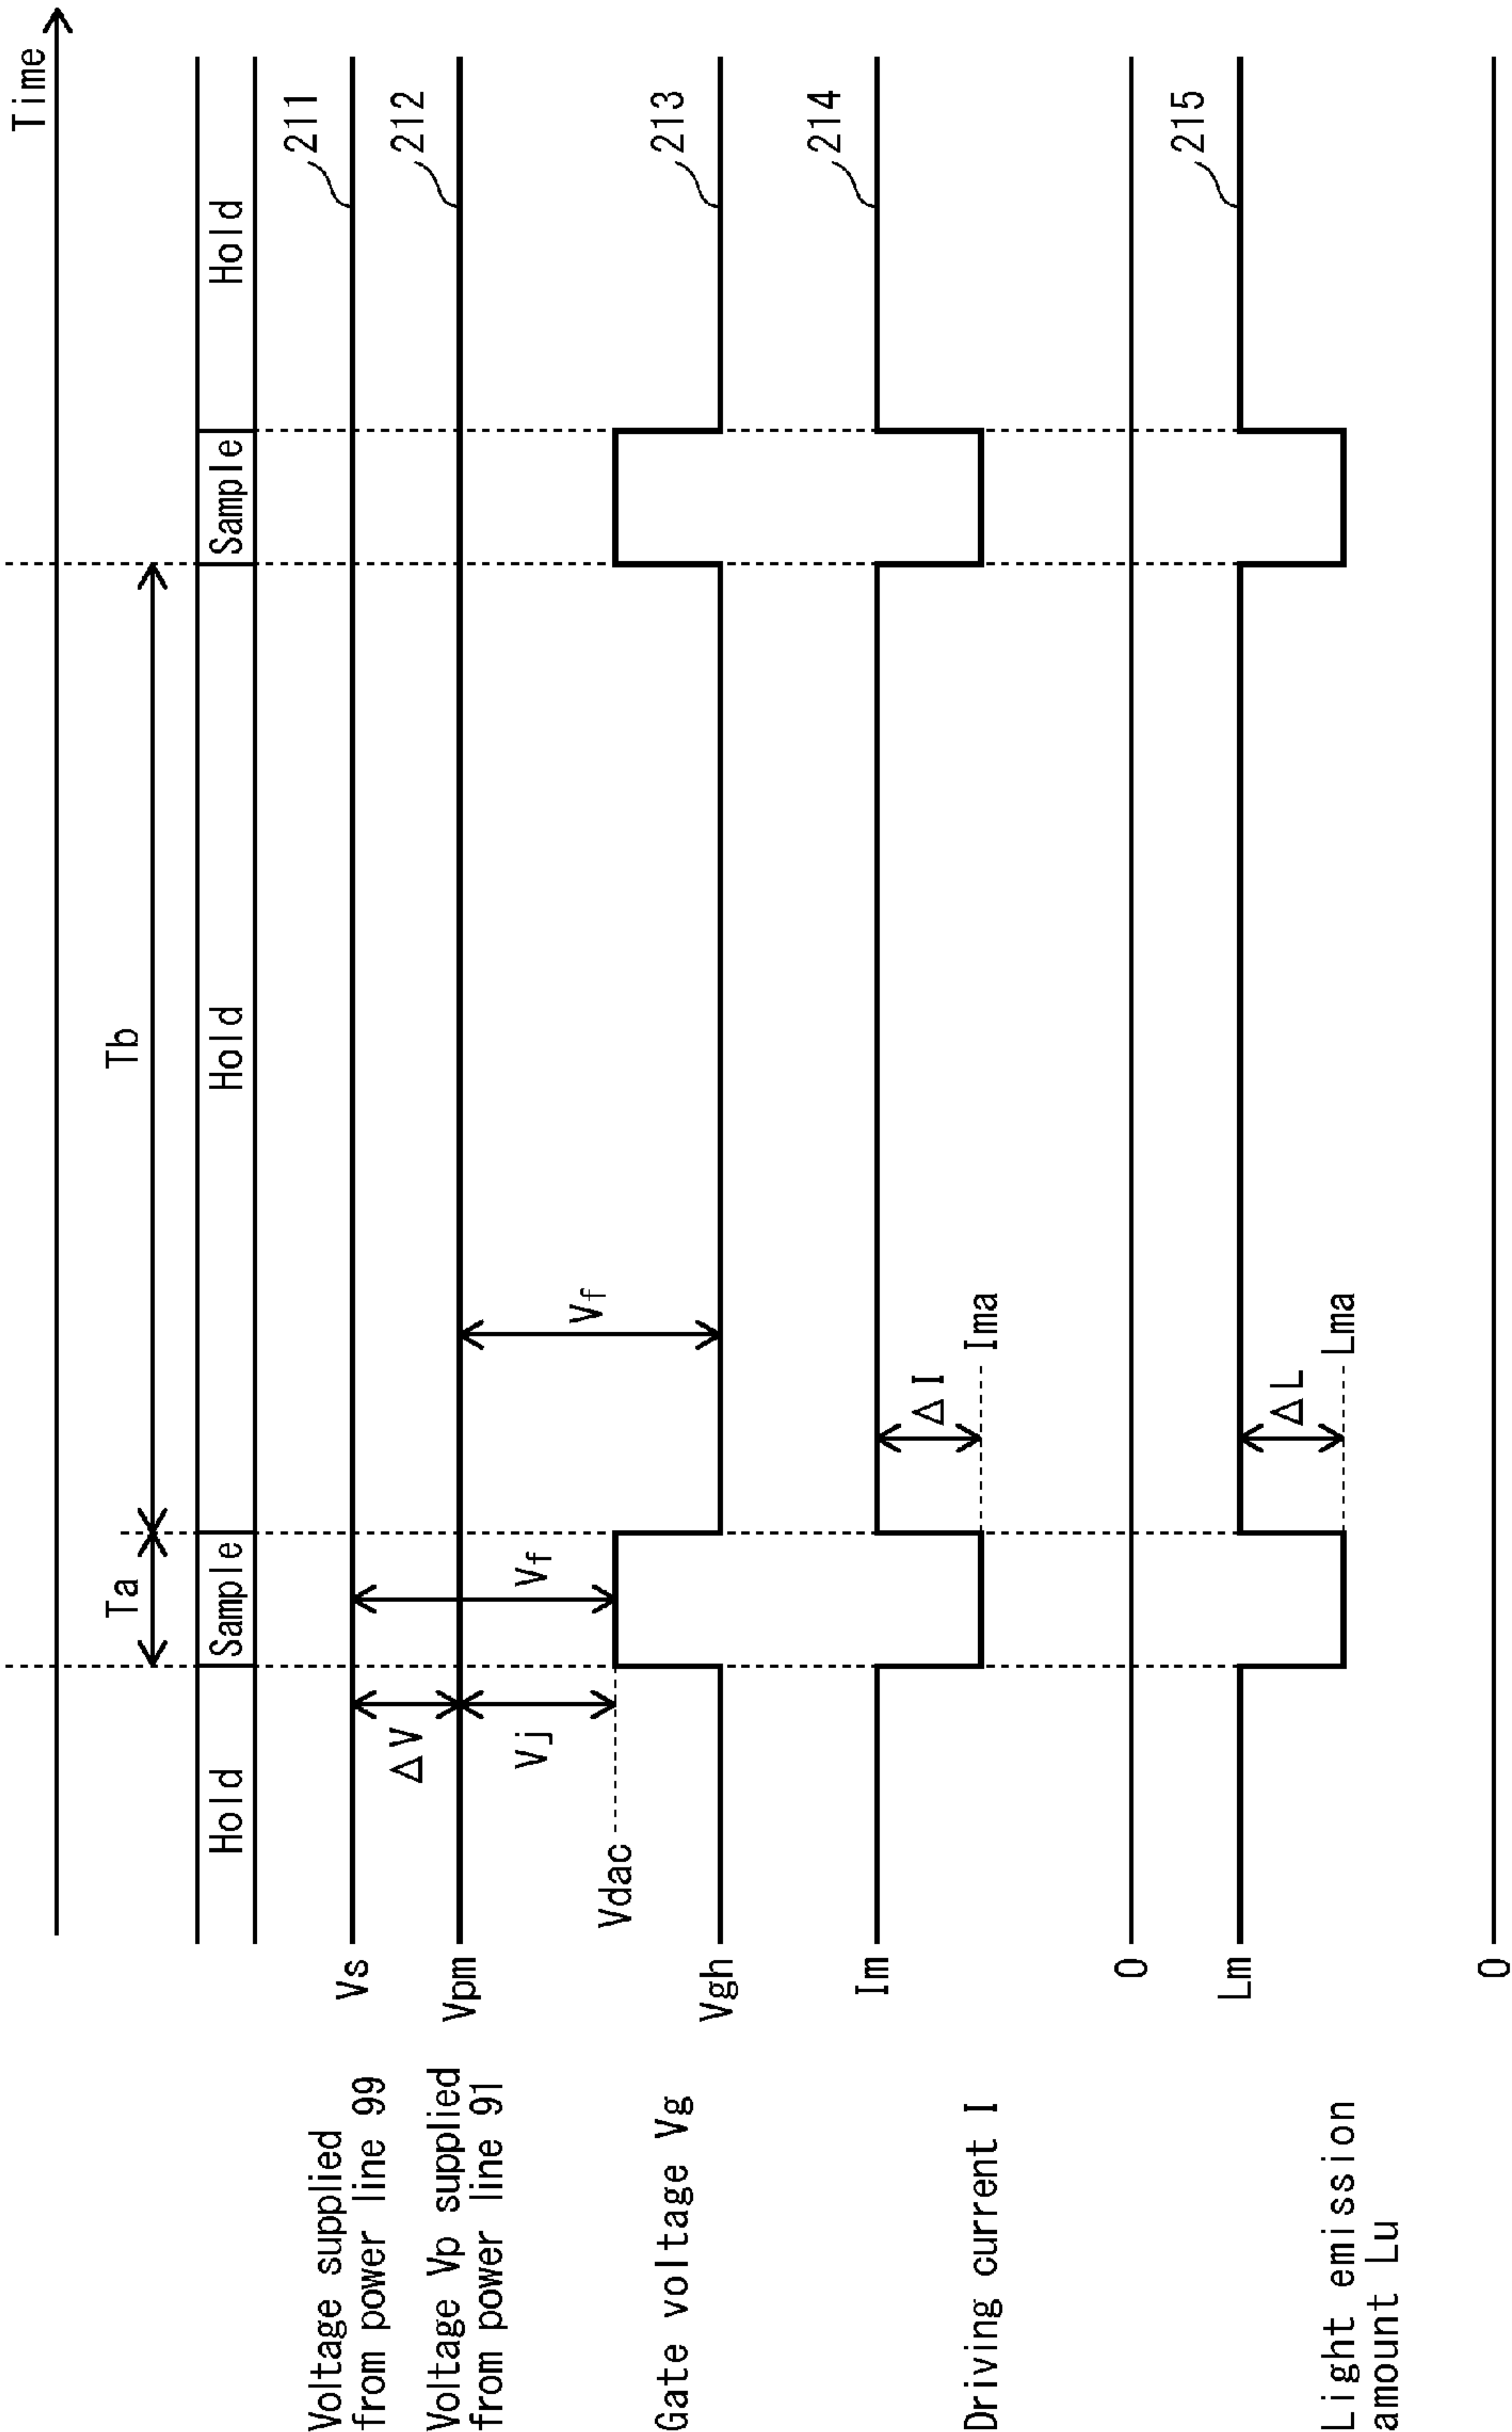 Time
Ta
Tb
Hold
Sample
Hold
Sample
Hold
Voltage supplied
from power line 99
Vs
211
ΔV
Voltage Vp supplied
from power line 91
Vpm
212
Vj
Vf
Vf
Vdac
Gate voltage Vg
Vgh
213
Im
214
ΔI
Driving current I
Ima
0
Lm
215
ΔL
Light emission
amount Lu
Lma
0